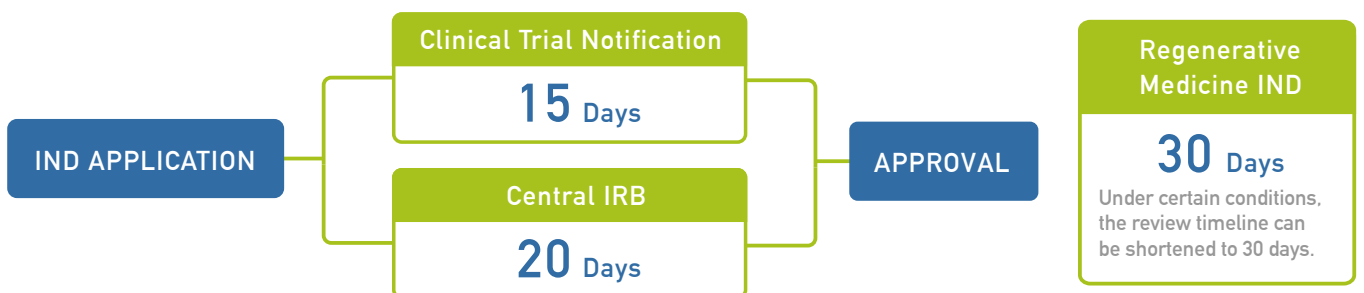 IND APPLICATION
Clinical Trial Notification
15 Days
Central IRB
20 Days
APPROVAL
Regenerative
Medicine IND
30 Days
Under certain conditions,
the review timeline can
be shortened to 30 days.